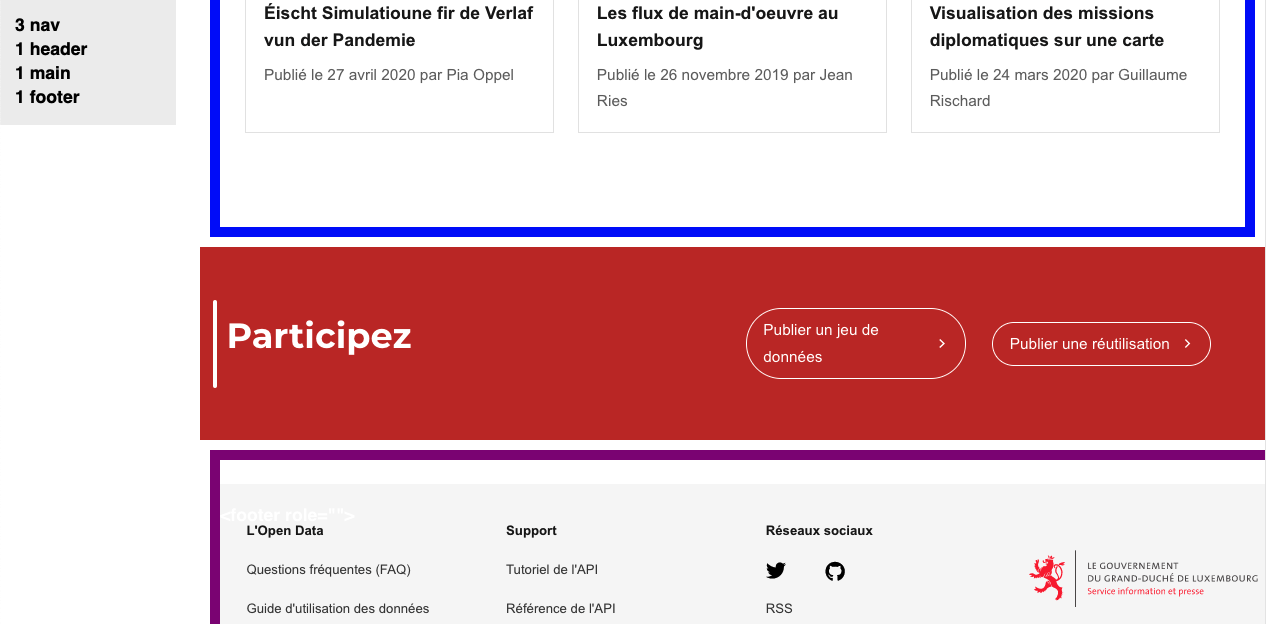 3 nav
1 header
1 main
1 footer
Éischt Simulatioune fir de Verlaf
vun der Pandemie
Publié le 27 avril 2020 par Pia Oppel
Les flux de main-d'oeuvre au
Luxembourg
Publié le 26 novembre 2019 par Jean
Ries
Visualisation des missions
diplomatiques sur une carte
Publié le 24 mars 2020 par Guillaume
Rischard
Participez
Publier un jeu de
données
Publier une réutilisation
<footer role="">
L'Open Data
Questions fréquentes (FAQ)
Guide d'utilisation des données
Support
Tutoriel de l'API
Référence de l'API
Réseaux sociaux
RSS
LE GOUVERNEMENT
DU GRAND-DUCHÉ DE LUXEMBOURG
Service information et presse